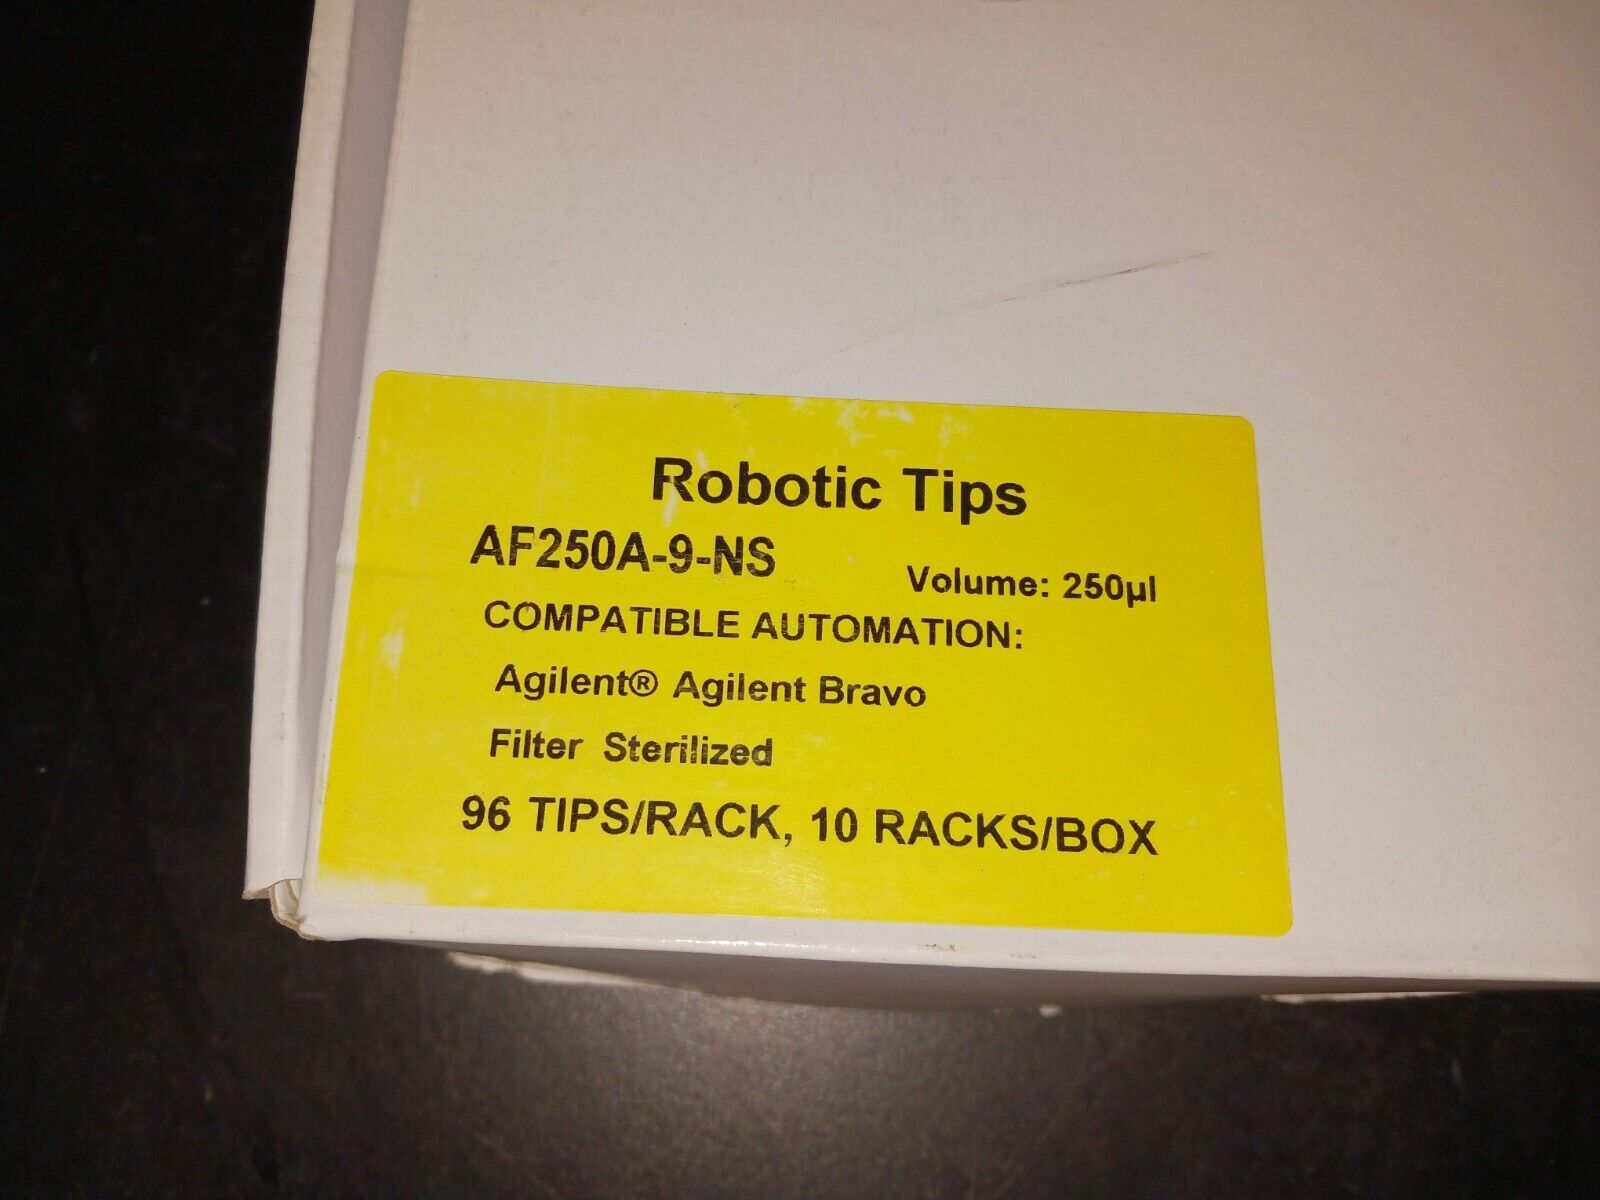 Robotic Tips
AF250A-9-NS
Volume: 250µl
COMPATIBLE AUTOMATION:
Agilent® Agilent Bravo
Filter Sterilized
96 TIPS/RACK, 10 RACKS/BOX